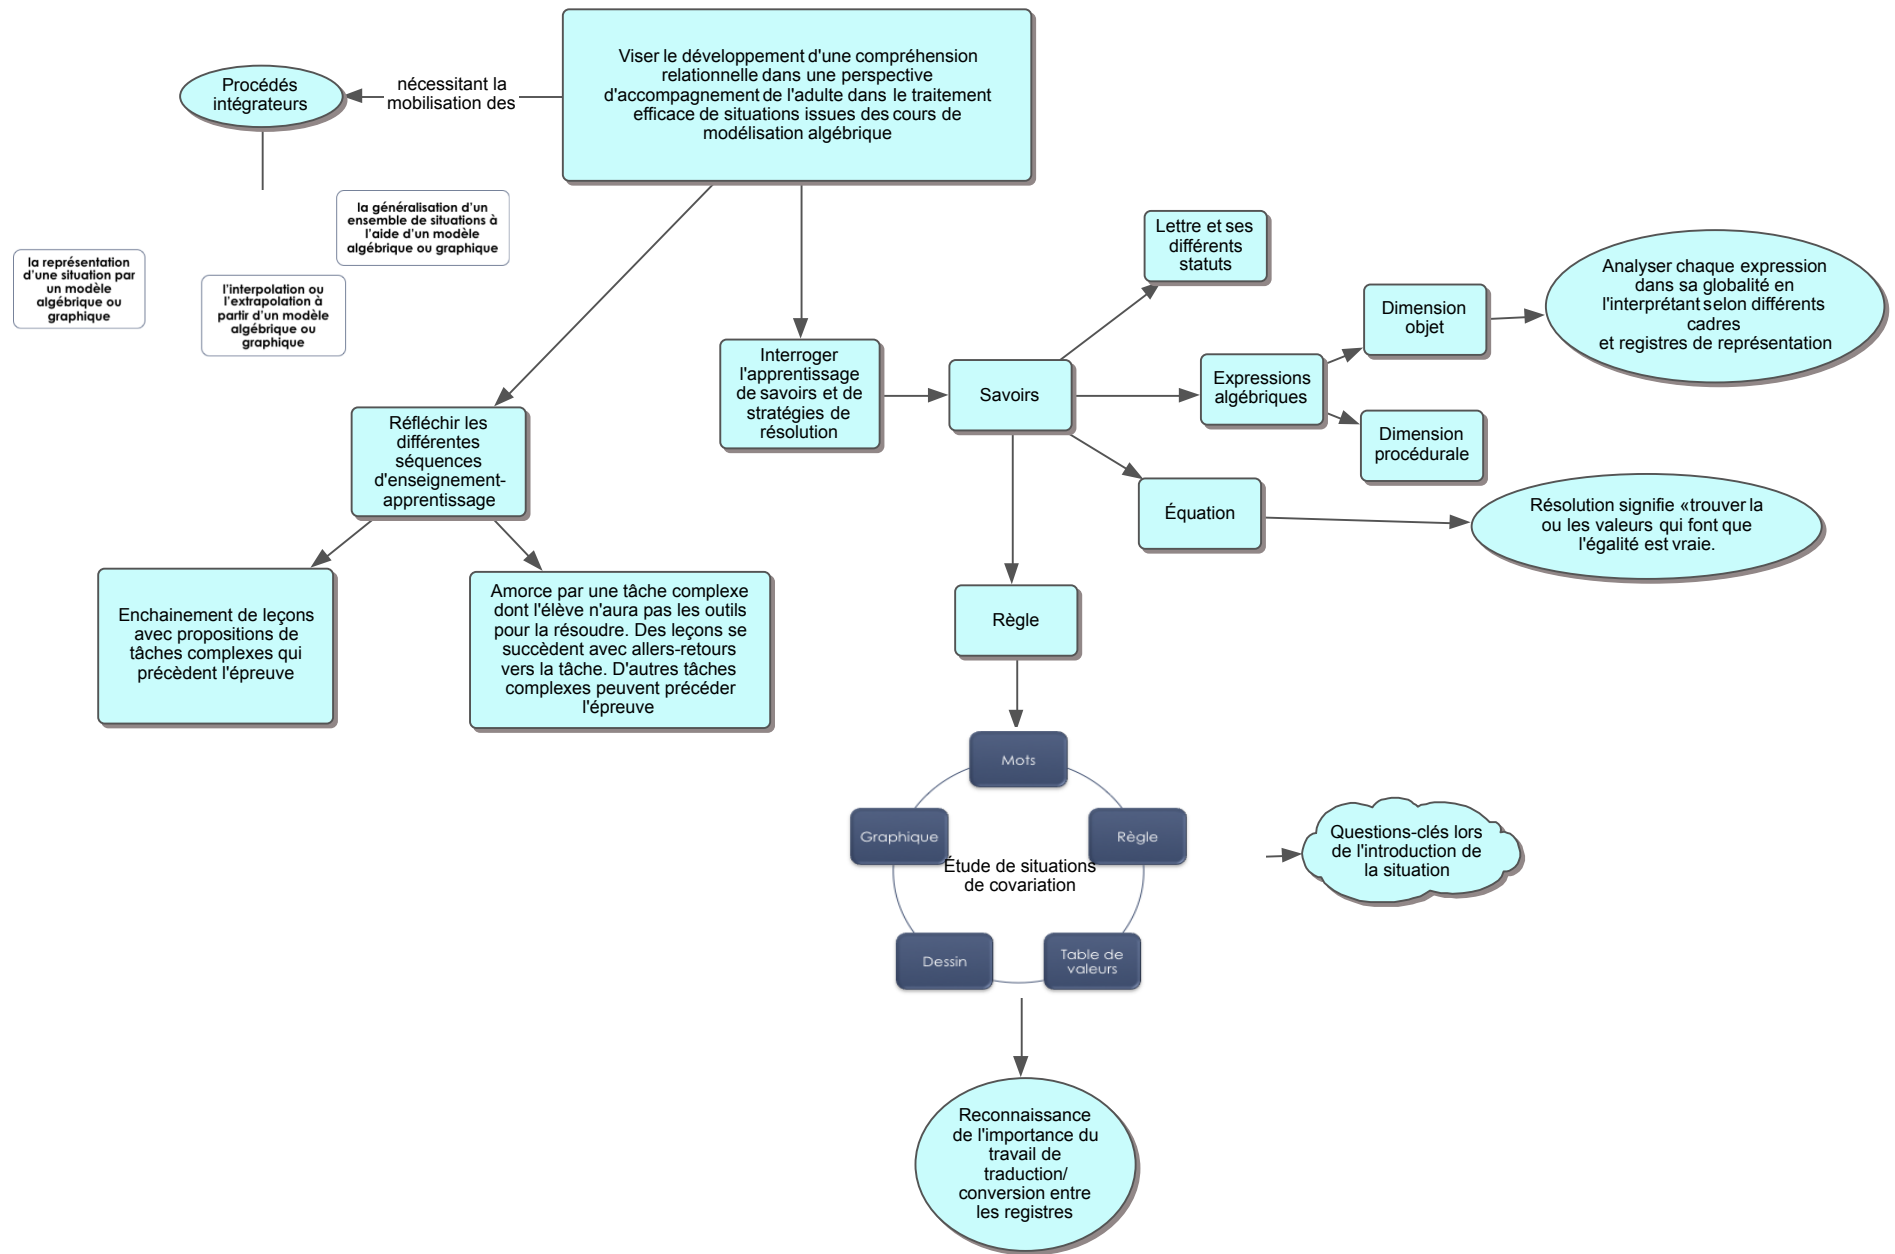 Viser le développement d'une compréhension
relationnelle dans une perspective
d'accompagnement de l'adulte dans le traitement
efficace de situations issues des cours de
modélisation algébrique
nécessitant la
mobilisation des
Procédés
intégrateurs
la représentation
d'une situation par
un modèle
algébrique ou
graphique
l'interpolation ou
l'extrapolation à
partir d'un modèle
algébrique ou
graphique
la généralisation d'un
ensemble de situations à
l'aide d'un modèle
algébrique ou graphique
Réfléchir les
différentes
séquences
d'enseignement-
apprentissage
Enchainement de leçons
avec propositions de
tâches complexes qui
précèdent l'épreuve
Amorce par une tâche complexe
dont l'élève n'aura pas les outils
pour la résoudre. Des leçons se
succèdent avec allers-retours
vers la tâche. D'autres tâches
complexes peuvent précéder
l'épreuve
Interroger
l'apprentissage
de savoirs et de
stratégies de
résolution
Savoirs
Lettre et ses
différents
statuts
Expressions
algébriques
Dimension
objet
Analyser chaque expression
dans sa globalité en
l'interprétant selon différents
cadres
et registres de représentation
Dimension
procédurale
Équation
Résolution signifie «trouver la
ou les valeurs qui font que
l'égalité est vraie.
Règle
Mots
Graphique
Règle
Étude de situations
de covariation
Dessin
Table de
valeurs
Questions-clés lors
de l'introduction de
la situation
Reconnaissance
de l'importance du
travail de
traduction/
conversion entre
les registres